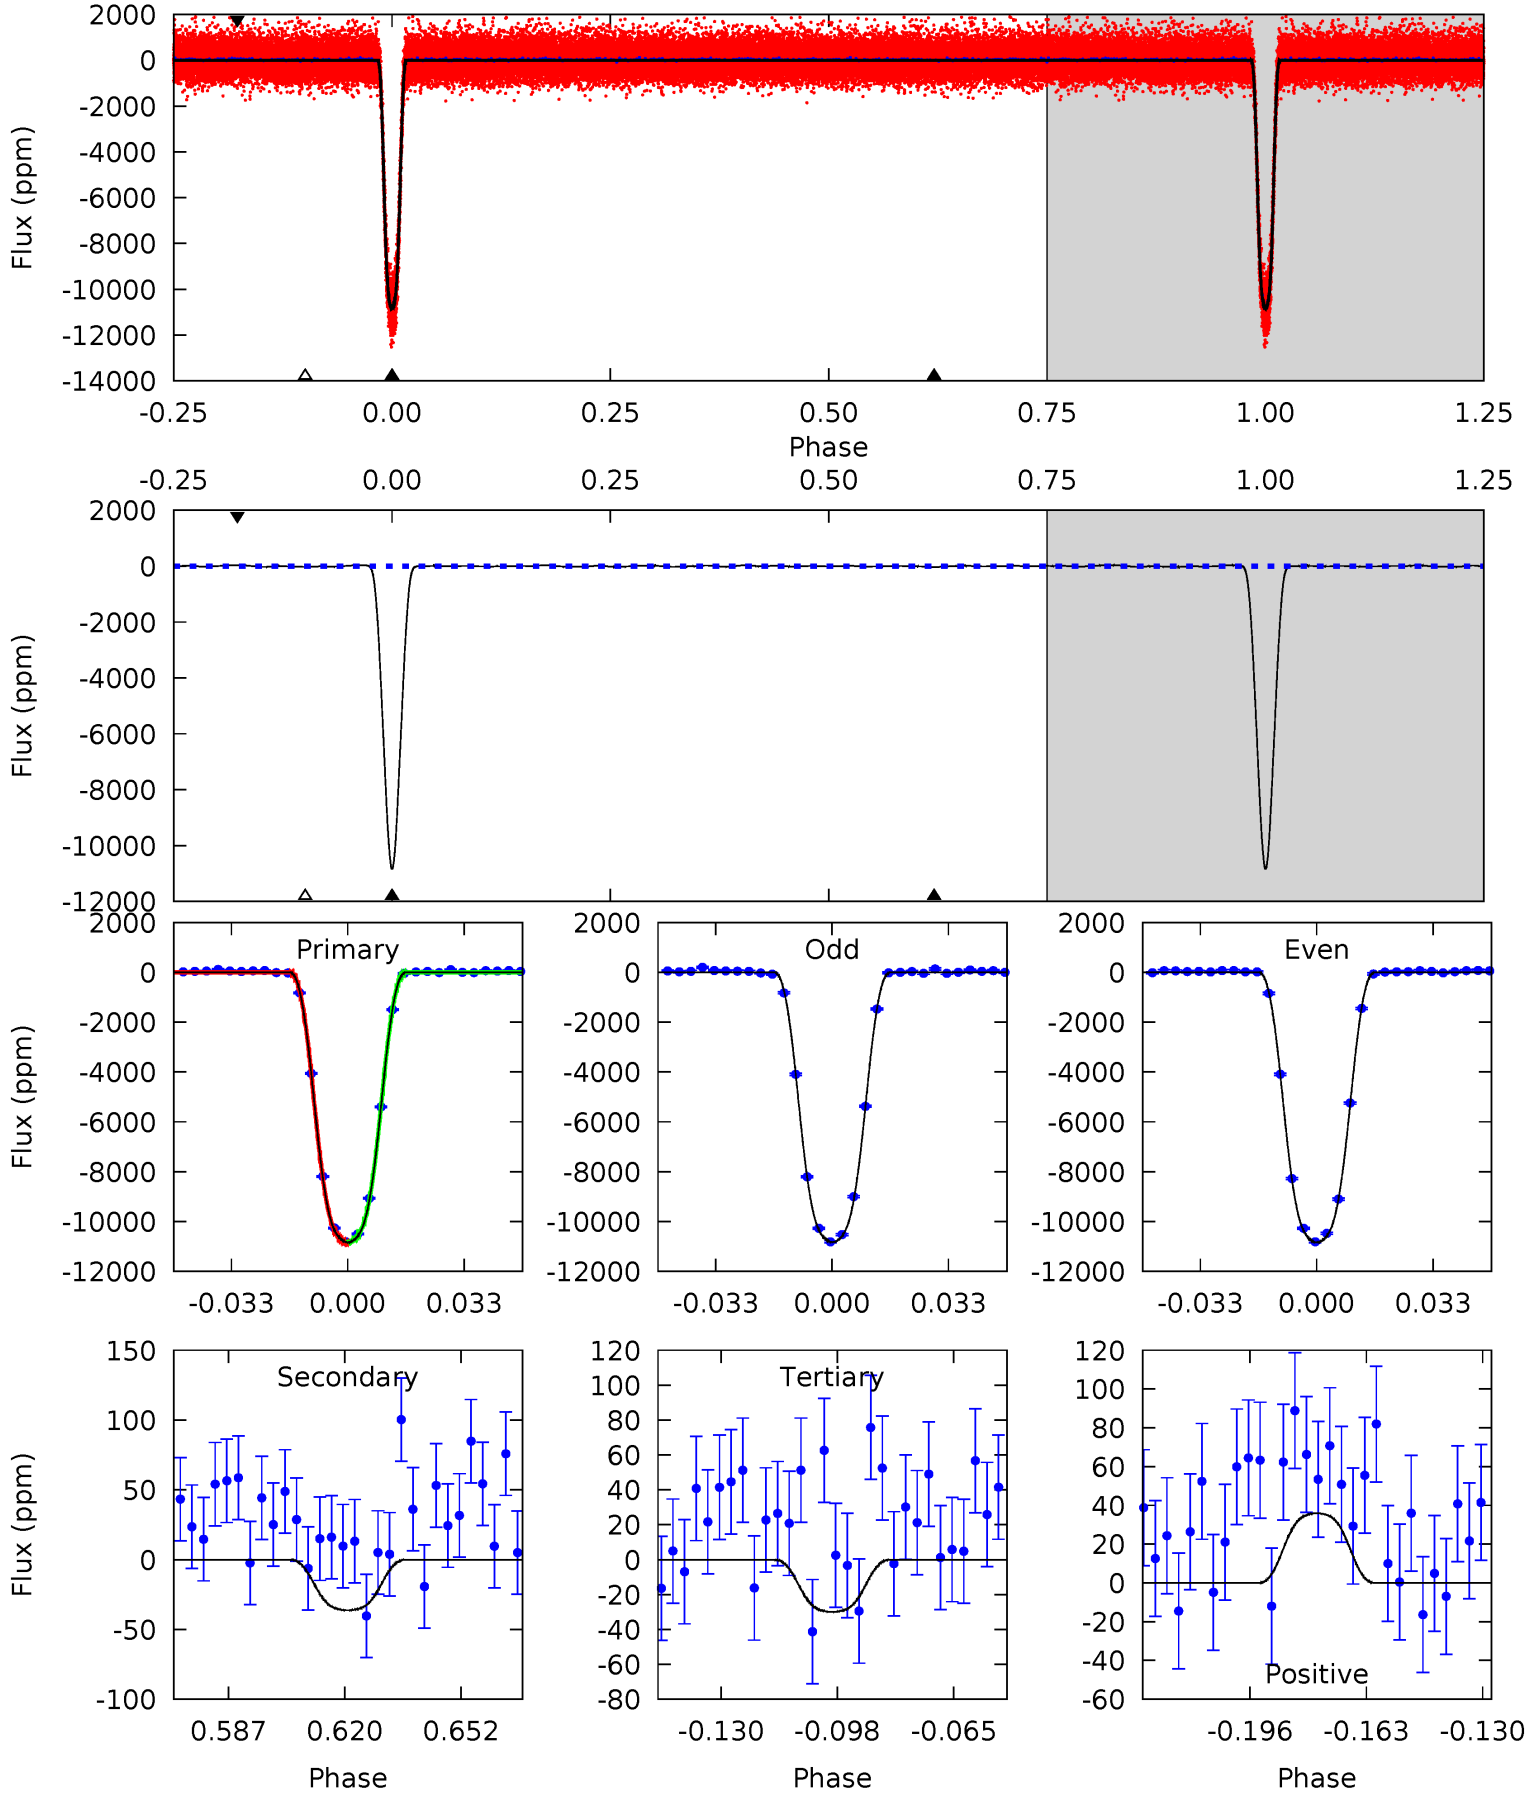 2000
0
-2000
-4000
-6000
-8000
-10000
-12000
-14000
Flux (ppm)
-0.25 0.00 0.25 0.50 0.75 1.00 1.25
Phase
-0.25 0.00 0.25 0.50 0.75 1.00 1.25
2000
0
-2000
-4000
-6000
-8000
-10000
-12000
Flux (ppm)
Primary Odd Even
2000 2000 2000
0 0 0
-2000 -2000 -2000
-4000 -4000 -4000
-6000 -6000 -6000
-8000 -8000 -8000
-10000 -10000 -10000
-12000 -12000 -12000
Flux (ppm)
-0.033 0.000 0.033 -0.033 0.000 0.033 -0.033 0.000 0.033
Secondary
150
100
50
0
-50
-100
Flux (ppm)
0.587 0.620 0.652
Phase
Tertiary
120
100
80
60
40
20
0
-20
-40
-60
-80
-0.130 -0.098 -0.065
Phase
120
100
80
60
40
20
0
-20
-40
-60
Positive
-0.196 -0.163 -0.130
Phase